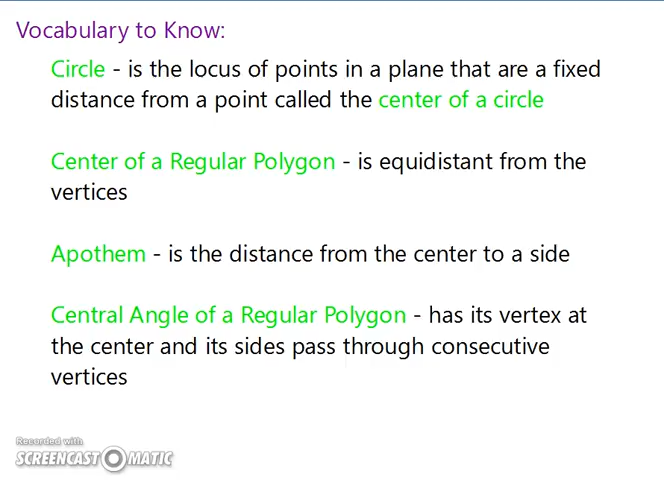 Vocabulary to Know:
Circle - is the locus of points in a plane that are a fixed
distance from a point called the center of a circle
Center of a Regular Polygon - is equidistant from the
vertices
Apothem - is the distance from the center to a side
Central Angle of a Regular Polygon - has its vertex at
the center and its sides pass through consecutive
vertices
Recorded with
SCREENCAST-O-MATIC